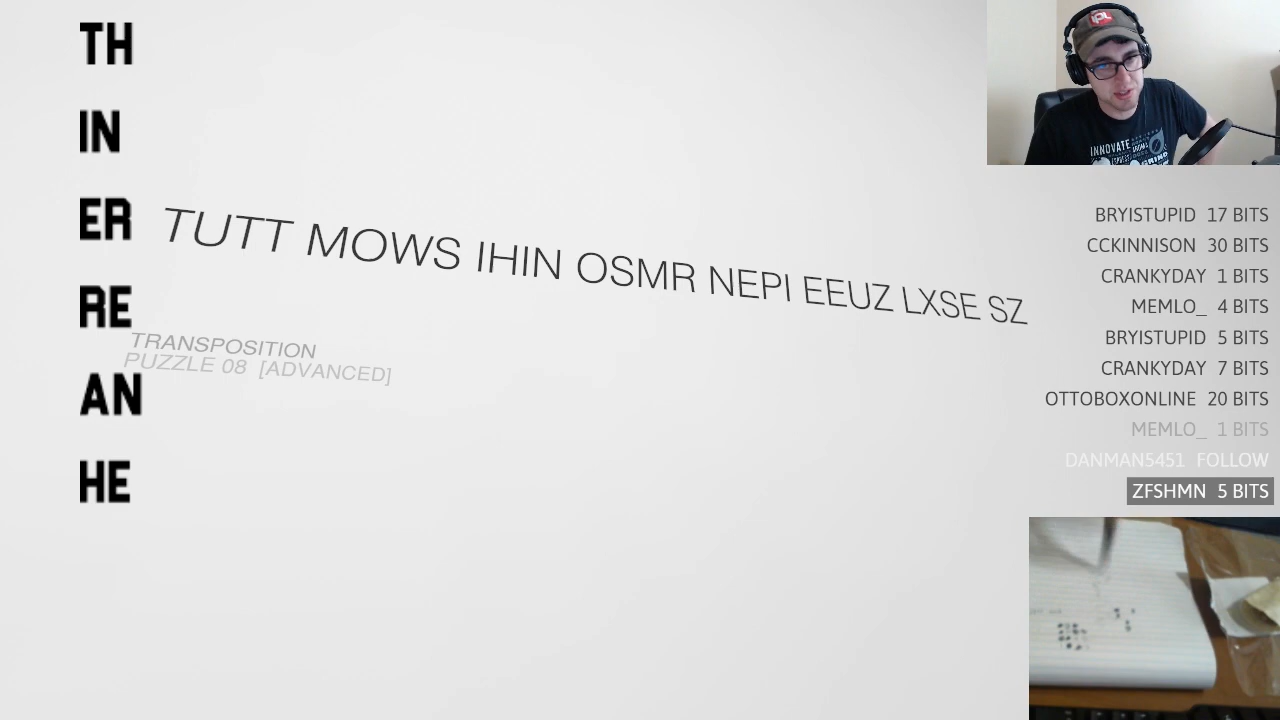 TH
IN
ER
RE
AN
HE
TUTT MOWS IHIN OSMR NEPI EEUZ LXSE SZ
TRANSPOSITION
PUZZLE 08 [ADVANCED]
INNOVATE
BRYISTUPID 17 BITS
CCKINNISON 30 BITS
CRANKYDAY 1 BITS
MEMLO_ 4 BITS
BRYISTUPID 5 BITS
CRANKYDAY 7 BITS
OTTOBOXONLINE 20 BITS
MEMLO_ 1 BITS
DANMAN5451 FOLLOW
ZFSHMN 5 BITS